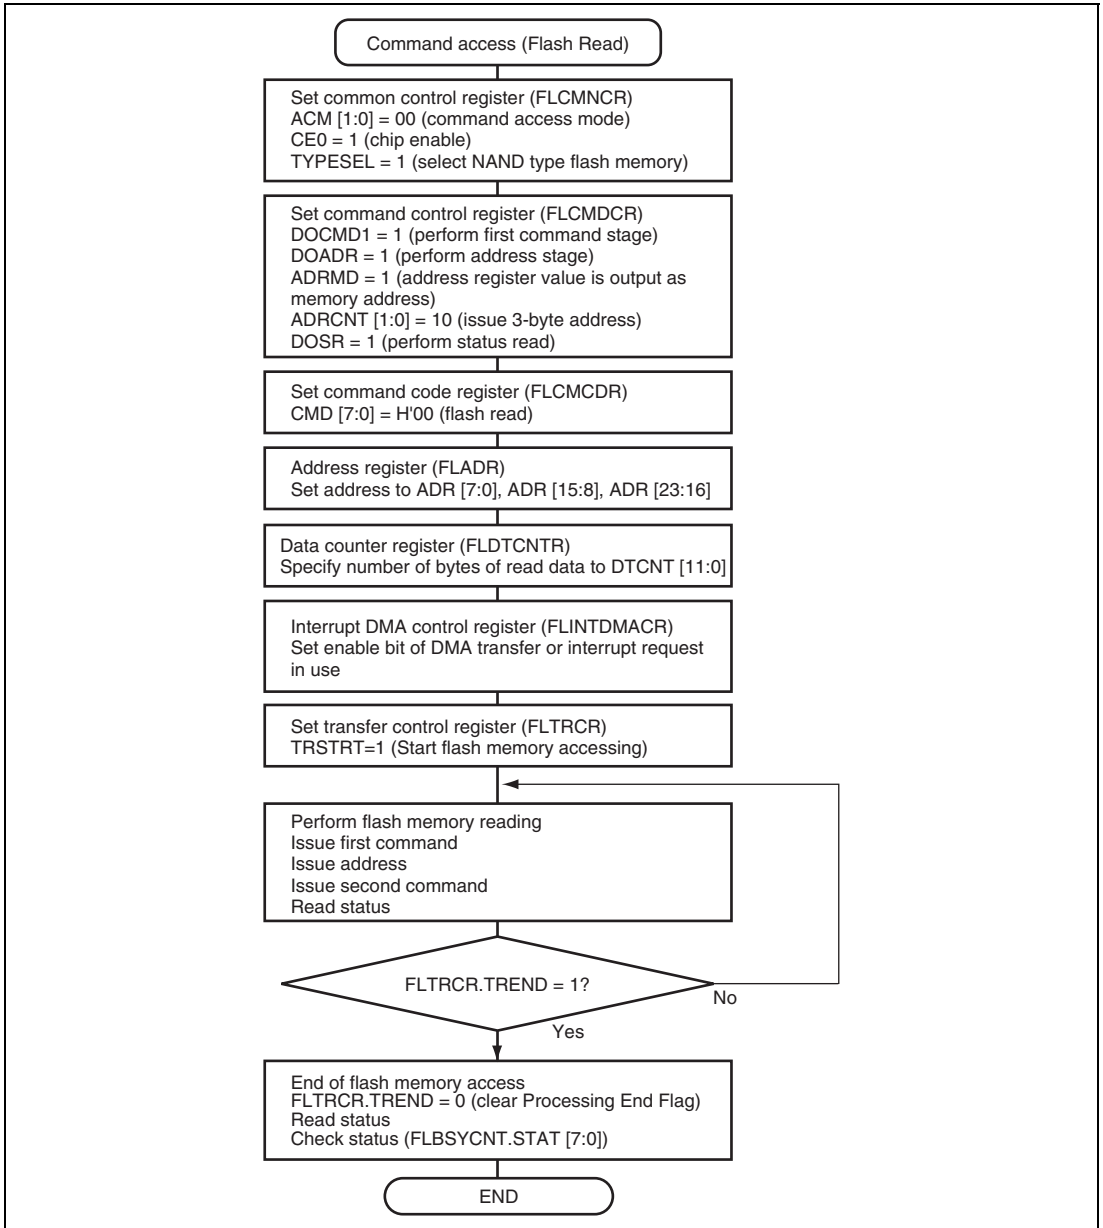 Command access (Flash Read)
Set common control register (FLCMNCR)
ACM [1:0] = 00 (command access mode)
CE0 = 1 (chip enable)
TYPESEL = 1 (select NAND type flash memory)
Set command control register (FLCMDCR)
DOCMD1 = 1 (perform first command stage)
DOADR = 1 (perform address stage)
ADRMD = 1 (address register value is output as
memory address)
ADRCNT [1:0] = 10 (issue 3-byte address)
DOSR = 1 (perform status read)
Set command code register (FLCMCDR)
CMD [7:0] = H'00 (flash read)
Address register (FLADR)
Set address to ADR [7:0], ADR [15:8], ADR [23:16]
Data counter register (FLDTCNTR)
Specify number of bytes of read data to DTCNT [11:0]
Interrupt DMA control register (FLINTDMACR)
Set enable bit of DMA transfer or interrupt request
in use
Set transfer control register (FLTRCR)
TRSTRT=1 (Start flash memory accessing)
Perform flash memory reading
Issue first command
Issue address
Issue second command
Read status
FLTRCR.TREND = 1?
No
Yes
End of flash memory access
FLTRCR.TREND = 0 (clear Processing End Flag)
Read status
Check status (FLBSYCNT.STAT [7:0])
END